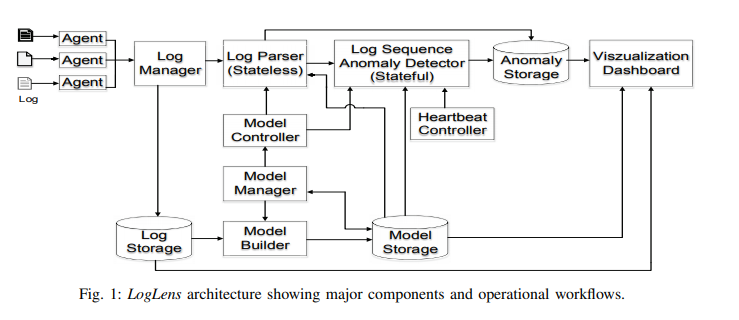 Agent
Agent
Agent
Log
Log
Manager
Log Parser
(Stateless)
Log Sequence
Anomaly Detector
(Stateful)
Anomaly
Storage
Viszualization
Dashboard
Model
Controller
Heartbeat
Controller
Model
Manager
Log
Storage
Model
Builder
Model
Storage
Fig. 1: LogLens architecture showing major components and operational workflows.